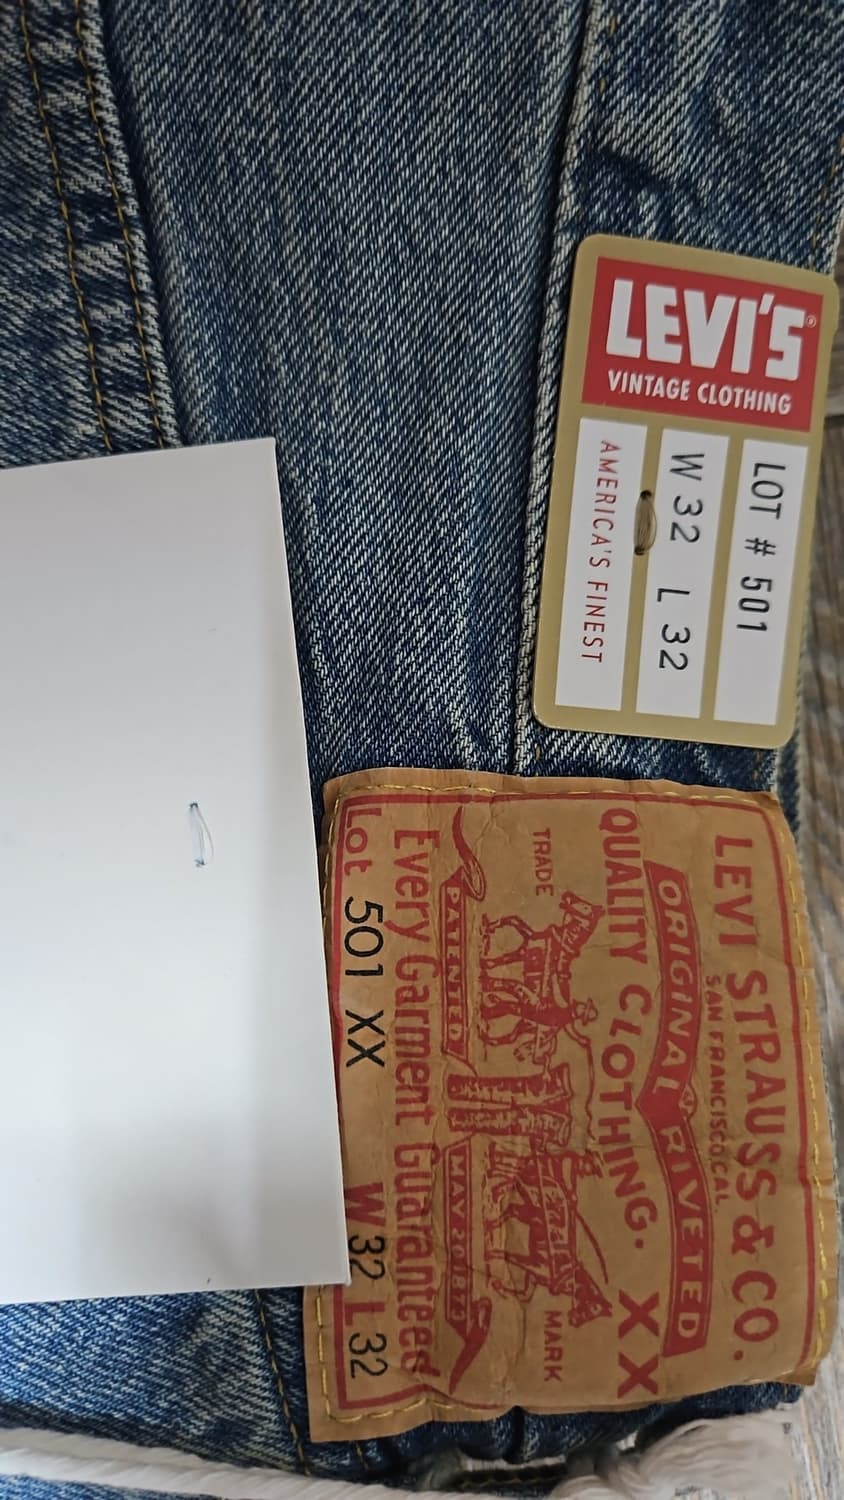 LEVI'S®
VINTAGE CLOTHING
LOT # 501
W 32 L 32
AMERICA'S FINEST
LEVI STRAUSS & CO.
SAN FRANCISCO CAL.
ORIGINAL RIVETED
QUALITY CLOTHING. XX
TRADE MARK
PATENTED MAY 20 1873
Every Garment Guaranteed
Lot 501 XX W 32 L 32